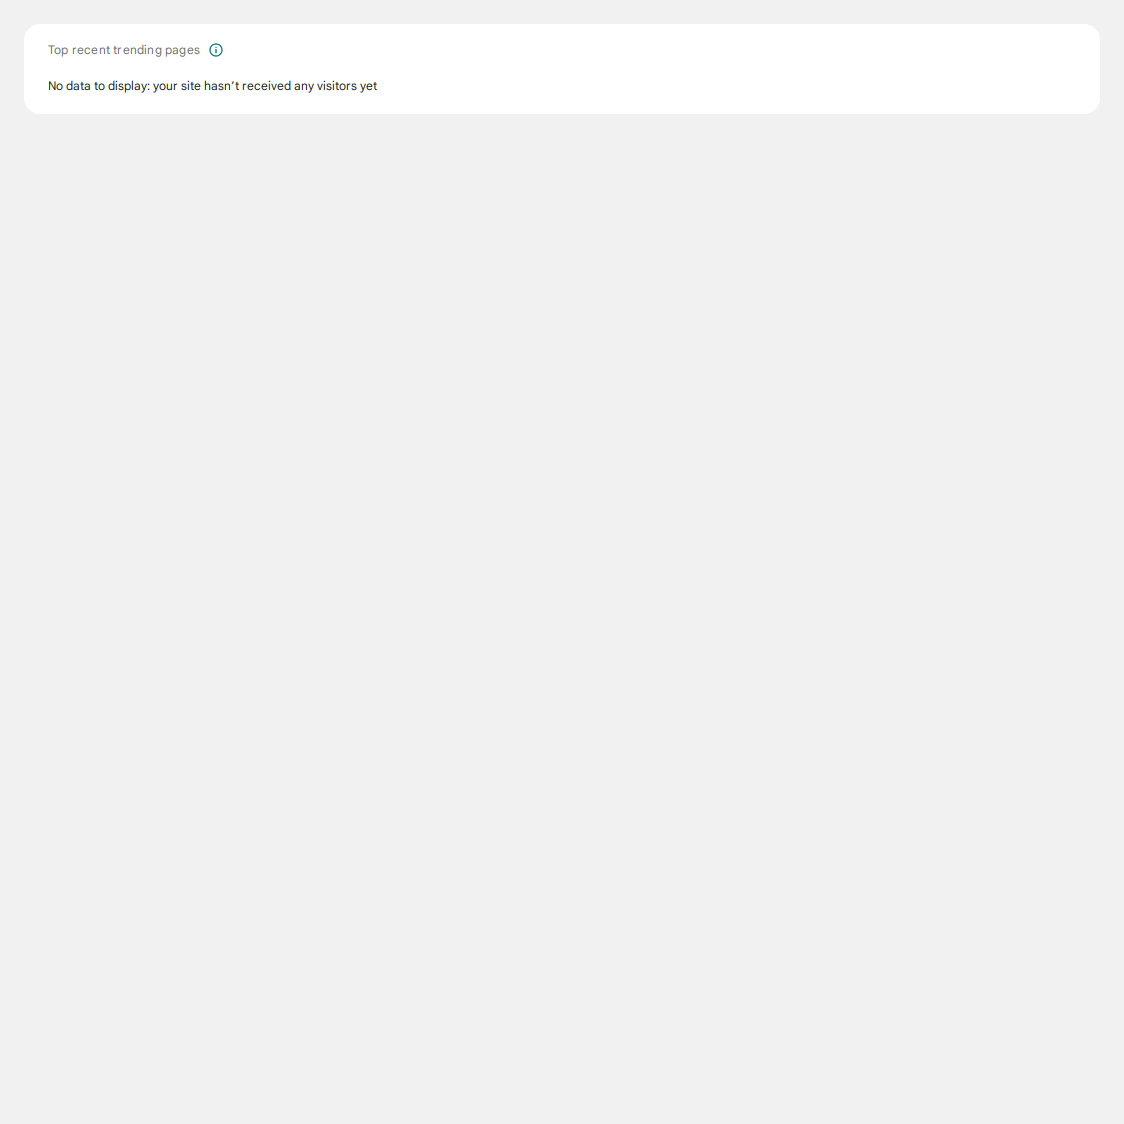 Top recent trending pages
No data to display: your site hasn’t received any visitors yet